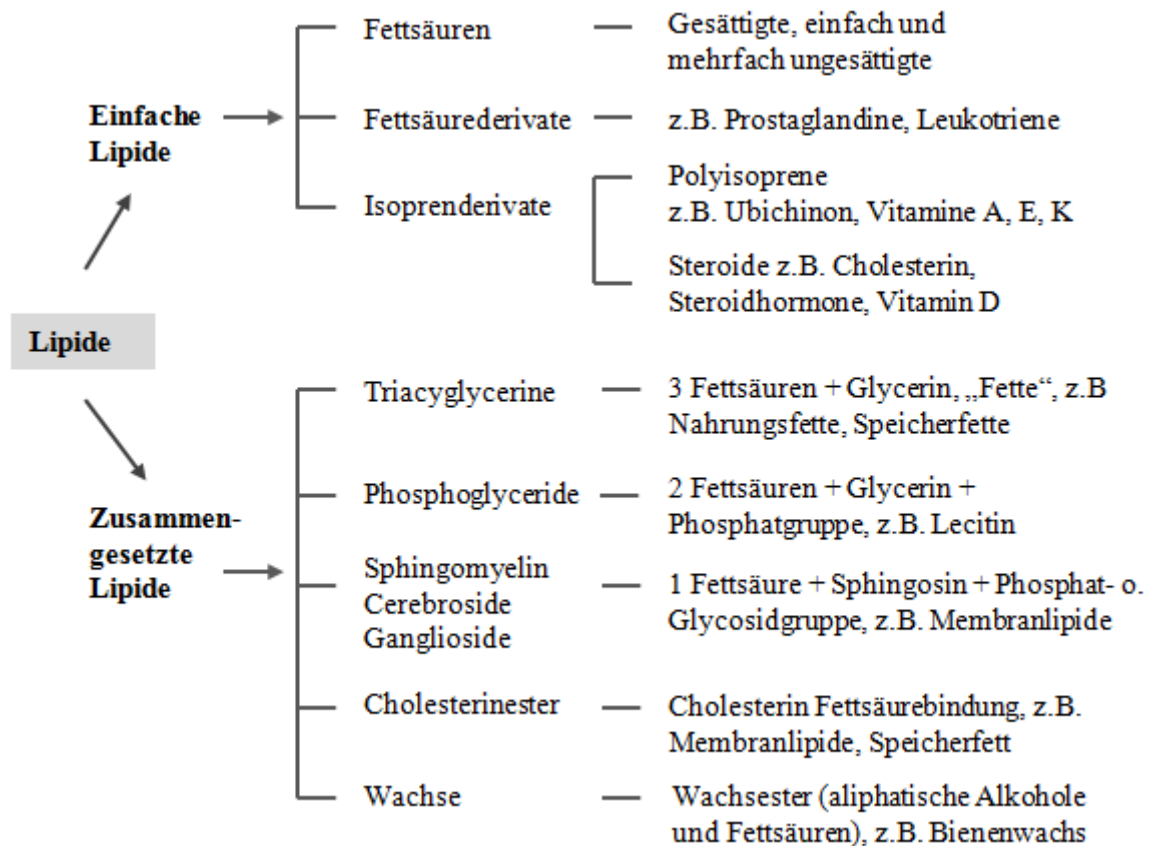 Fettsäuren
Gesättigte, einfach und
mehrfach ungesättigte
Einfache
Lipide
Fettsäurederivate
z.B. Prostaglandine, Leukotriene
Isoprenderivate
Polyisoprene
z.B. Ubichinon, Vitamine A, E, K
Steroide z.B. Cholesterin,
Steroidhormone, Vitamin D
Lipide
Triacyglycerine
3 Fettsäuren + Glycerin, „Fette“, z.B
Nahrungsfette, Speicherfette
Zusammen-
gesetzte
Lipide
Phosphoglyceride
2 Fettsäuren + Glycerin +
Phosphatgruppe, z.B. Lecitin
Sphingomyelin
Cerebroside
Ganglioside
1 Fettsäure + Sphingosin + Phosphat- o.
Glycosidgruppe, z.B. Membranlipide
Cholesterinester
Cholesterin Fettsäurebindung, z.B.
Membranlipide, Speicherfett
Wachse
Wachsester (aliphatische Alkohole
und Fettsäuren), z.B. Bienenwachs